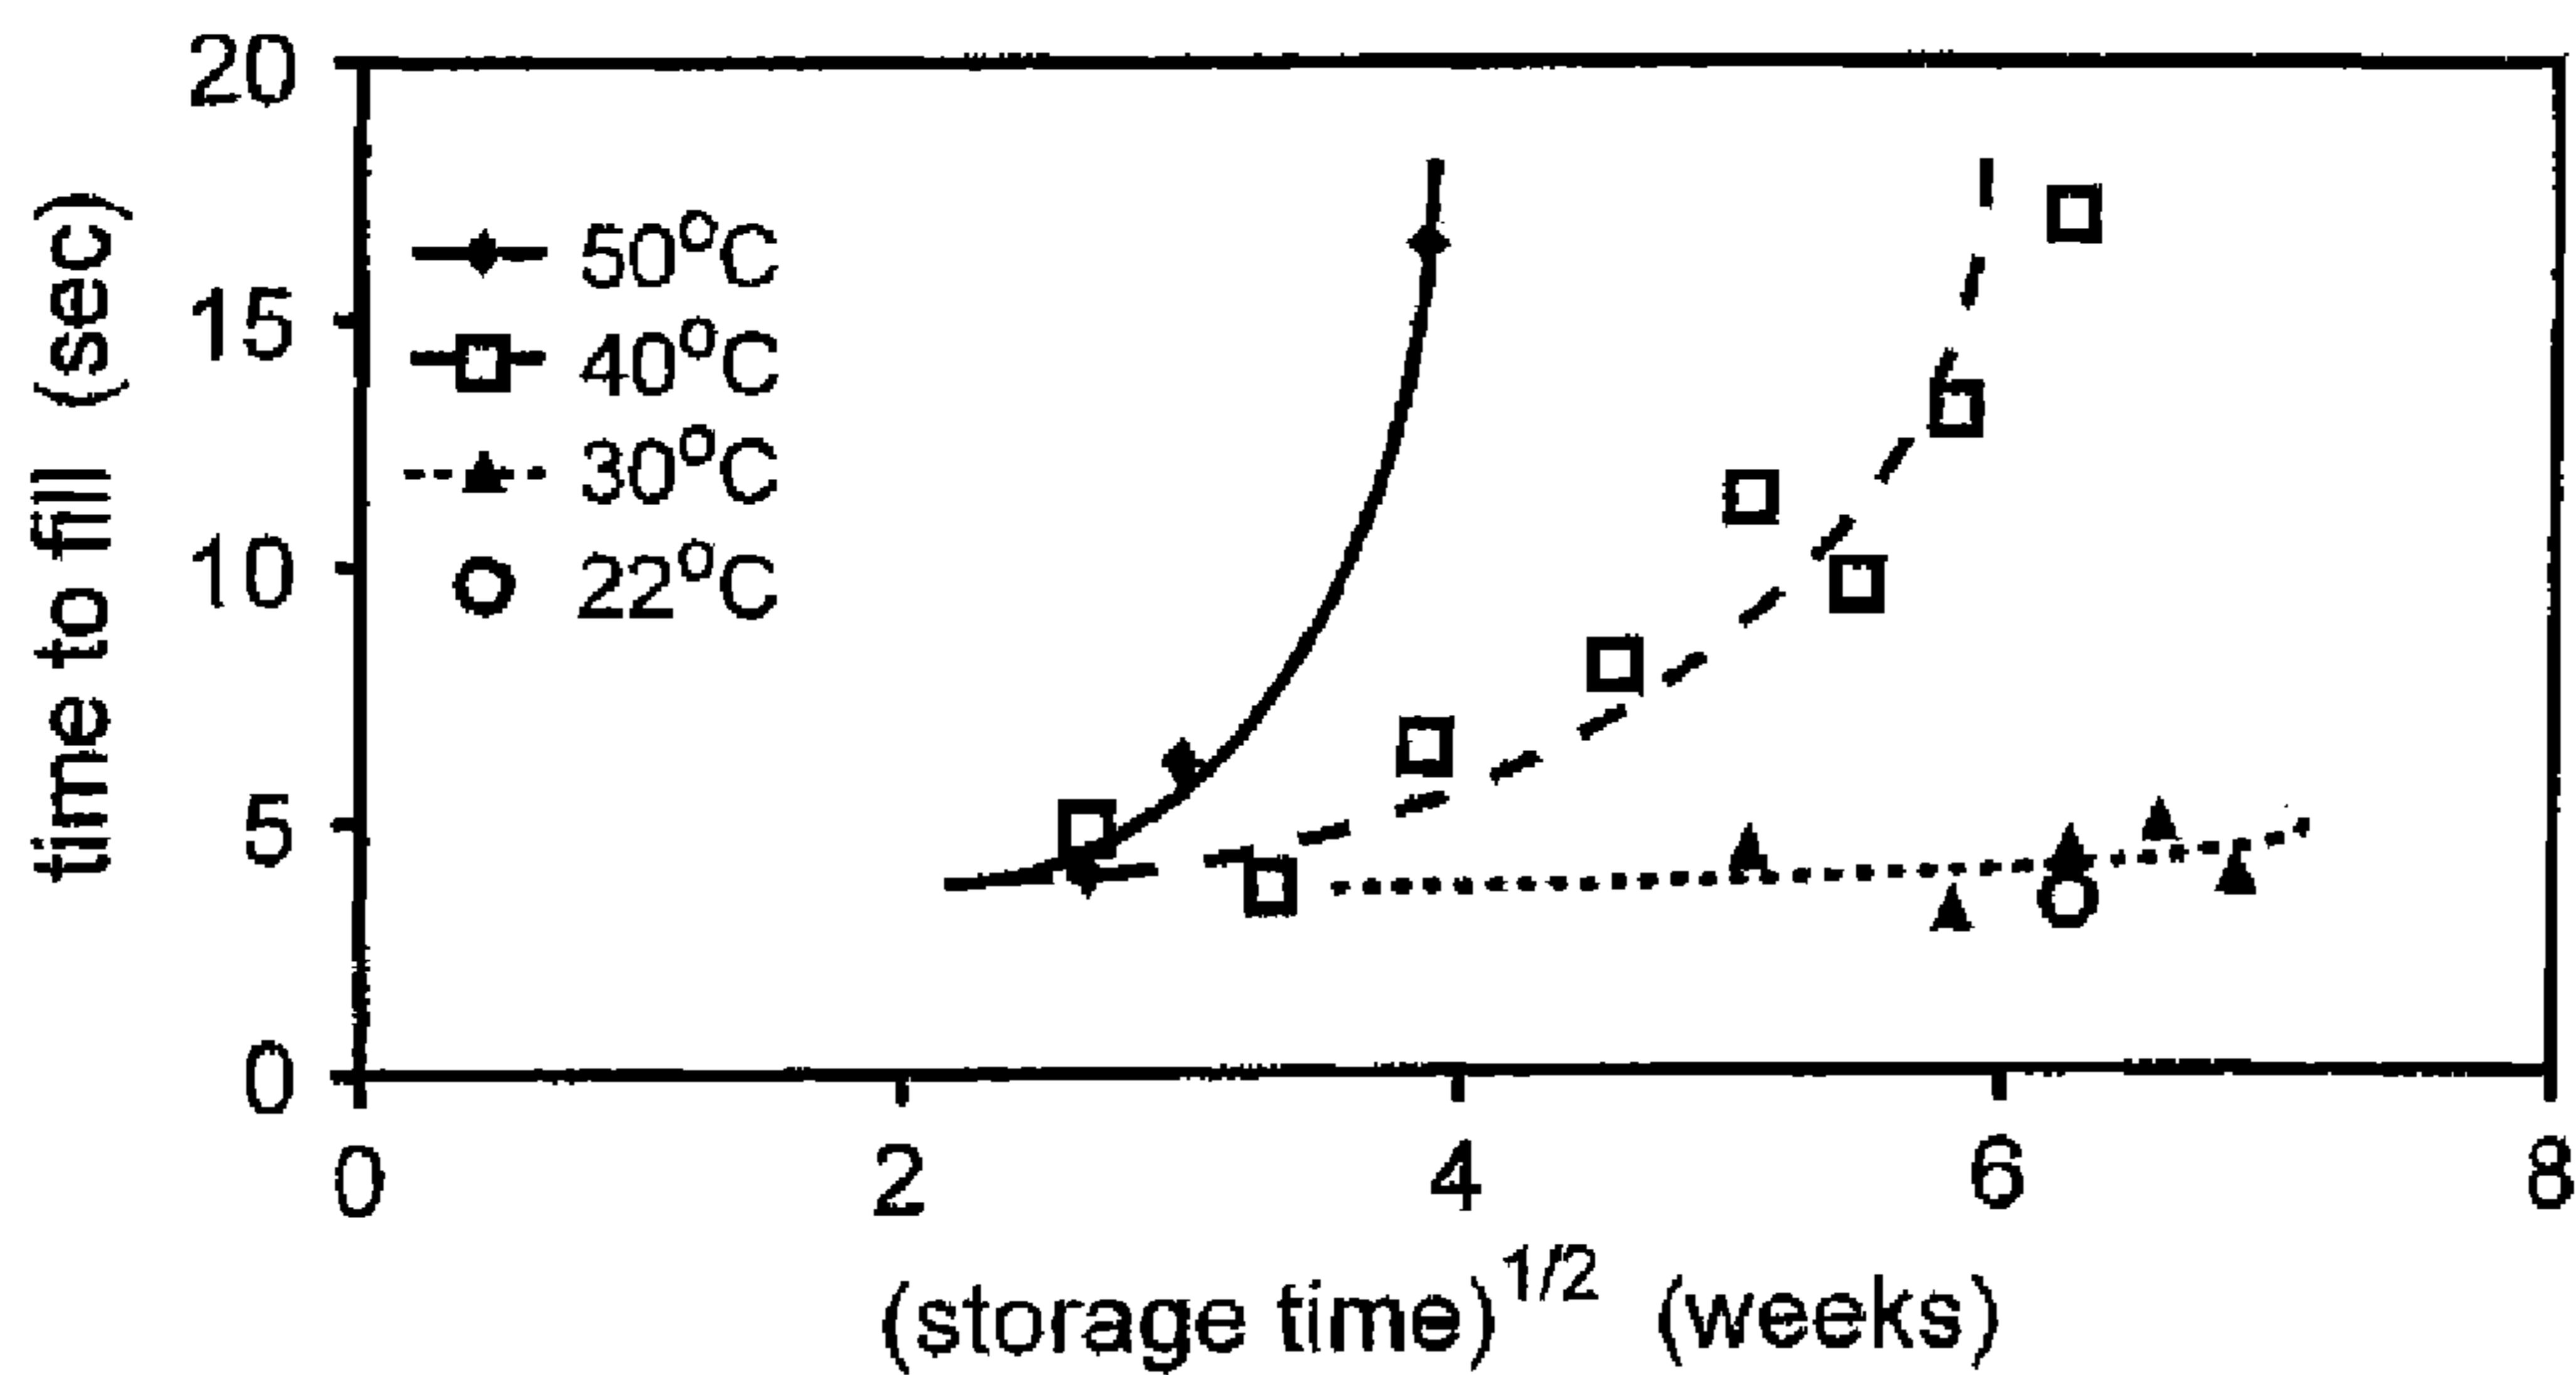 time to fill (sec)
20
15
10
5
0
50°C
40°C
30°C
22°C
0 2 4 6 8
(storage time)^1/2 (weeks)